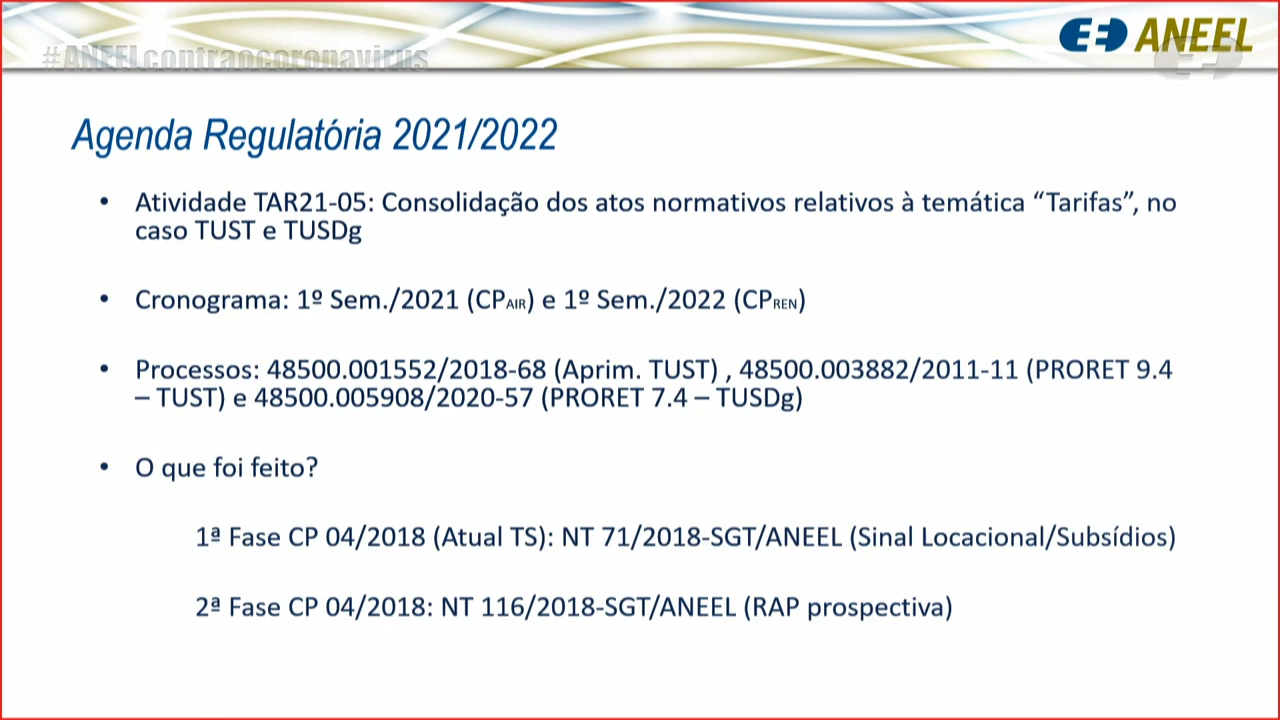 #ANEELcontraocoronavirus
ANEEL
Agenda Regulatória 2021/2022
• Atividade TAR21-05: Consolidação dos atos normativos relativos à temática “Tarifas”, no
caso TUST e TUSDg
• Cronograma: 1º Sem./2021 (CPAIR) e 1º Sem./2022 (CPREN)
• Processos: 48500.001552/2018-68 (Aprim. TUST) , 48500.003882/2011-11 (PRORET 9.4
– TUST) e 48500.005908/2020-57 (PRORET 7.4 – TUSDg)
• O que foi feito?
1ª Fase CP 04/2018 (Atual TS): NT 71/2018-SGT/ANEEL (Sinal Locacional/Subsídios)
2ª Fase CP 04/2018: NT 116/2018-SGT/ANEEL (RAP prospectiva)